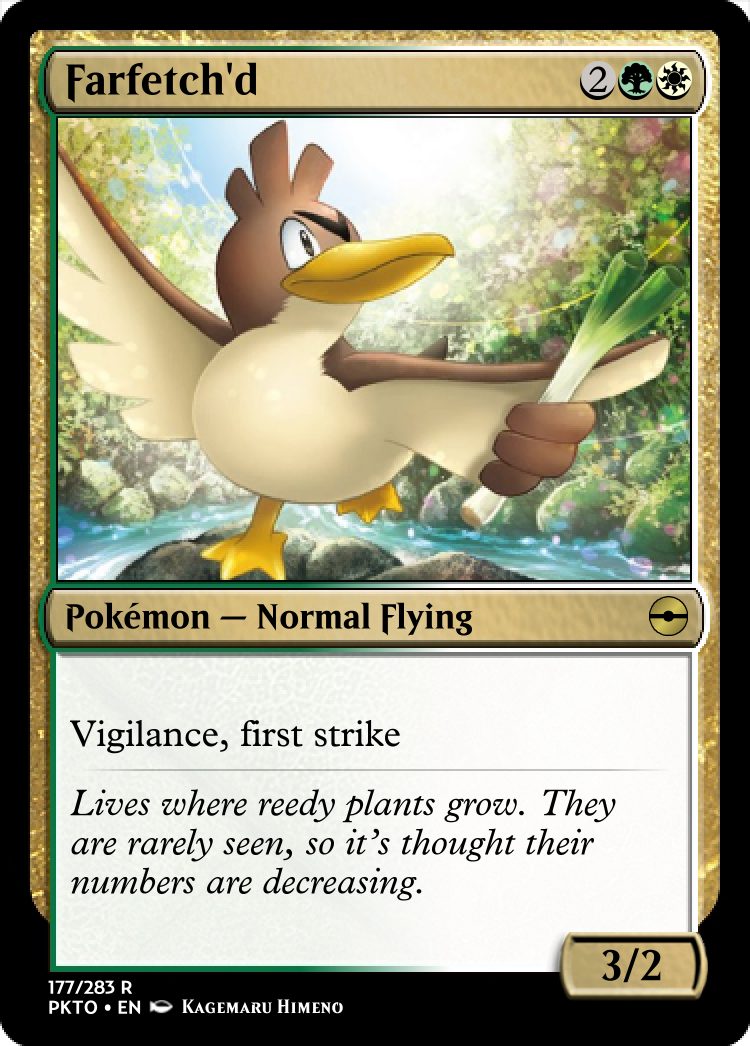 Farfetch'd 2
Pokémon — Normal Flying
Vigilance, first strike
Lives where reedy plants grow. They
are rarely seen, so it's thought their
numbers are decreasing.
3/2
177/283 R
PKTO • EN Kagemaru Himeno